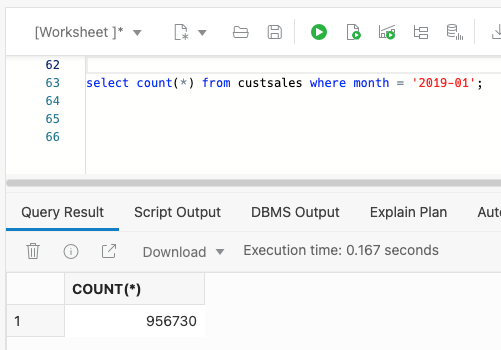 [Worksheet ]*
62
63 select count(*) from custsales where month = '2019-01';
64
65
66
Query Result Script Output DBMS Output Explain Plan Aut
Download Execution time: 0.167 seconds
COUNT(*)
1 956730